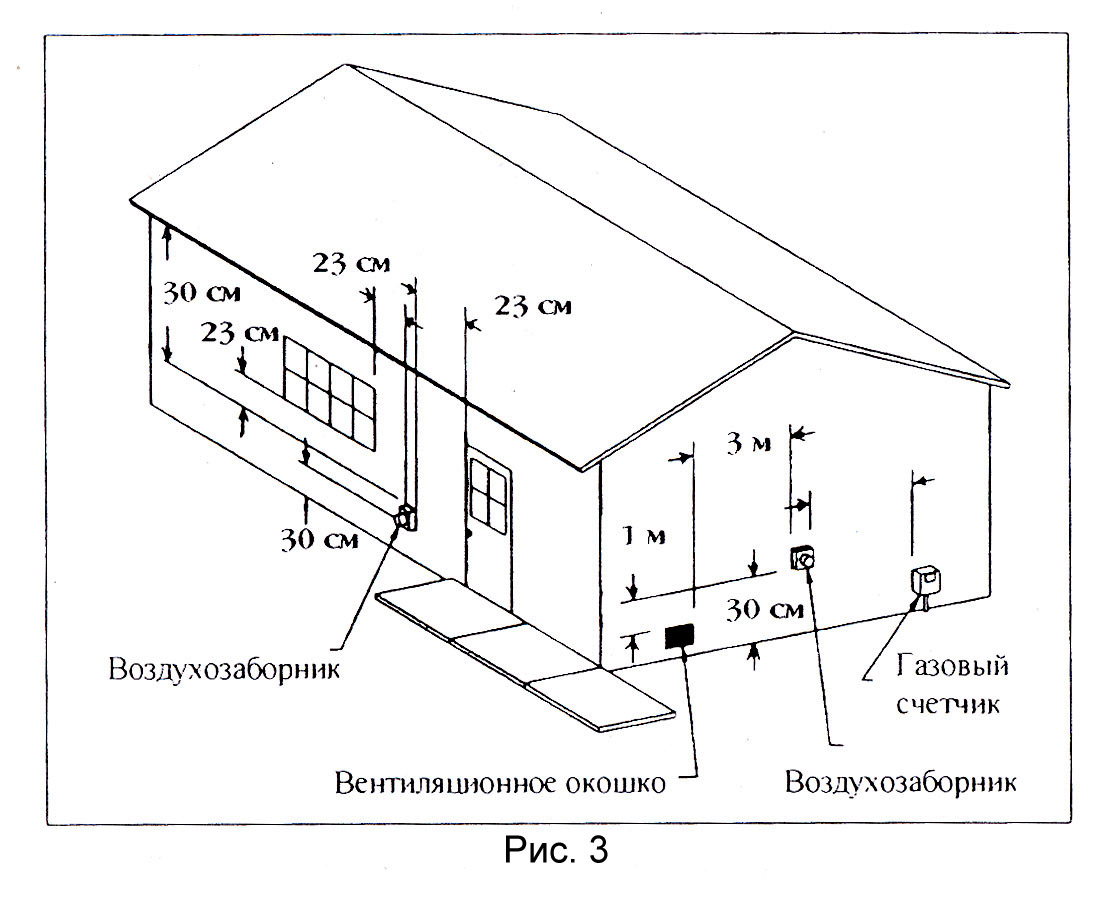 23 см
30 см
23 см
23 см
3 м
1 м
30 см
30 см
Воздухозаборник
Газовый
счетчик
Вентиляционное окошко
Воздухозаборник
Рис. 3